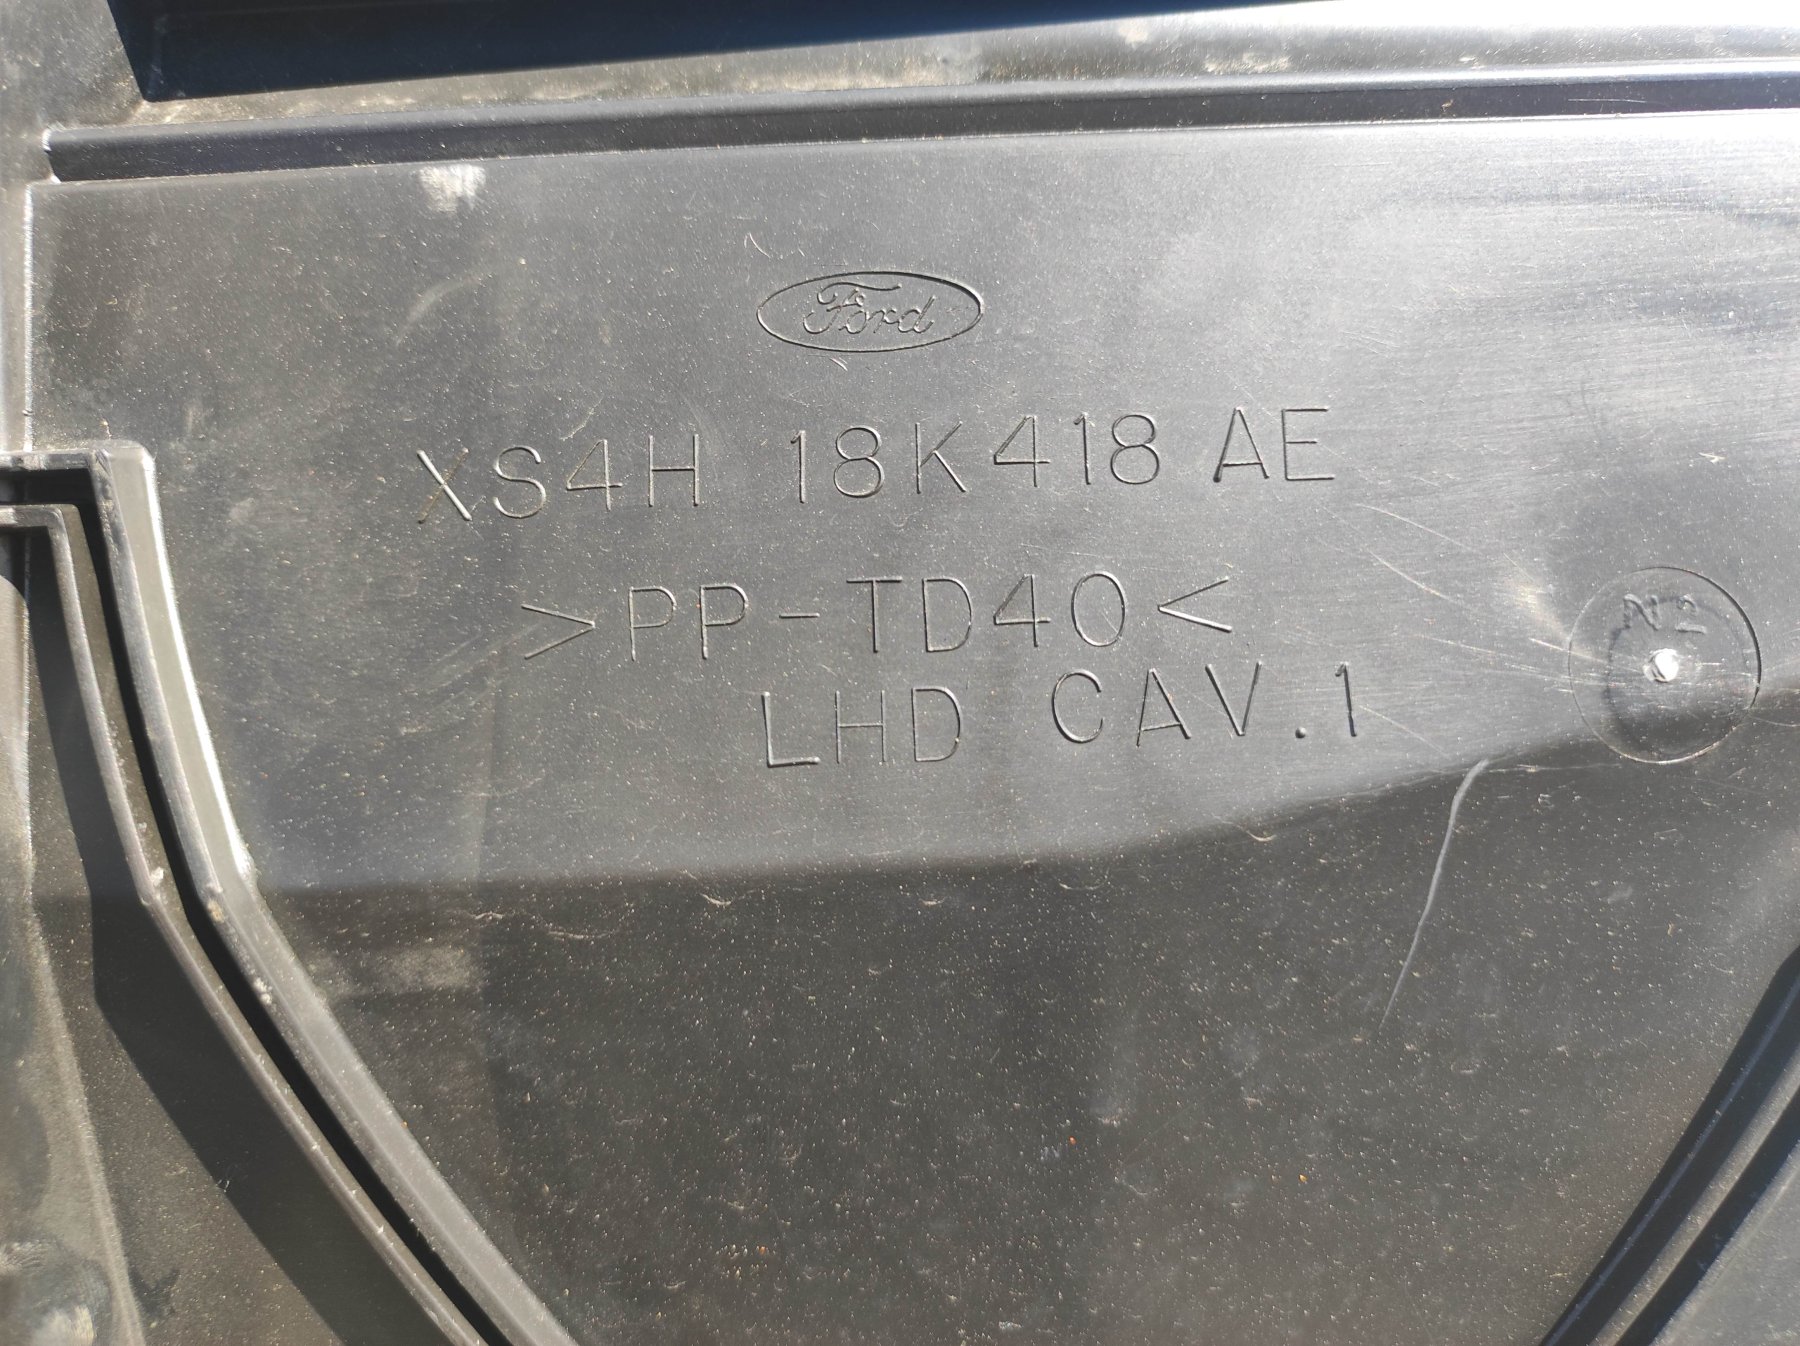 Ford
XS4H 18K418 AE
>PP-TD40<
LHD CAV.1